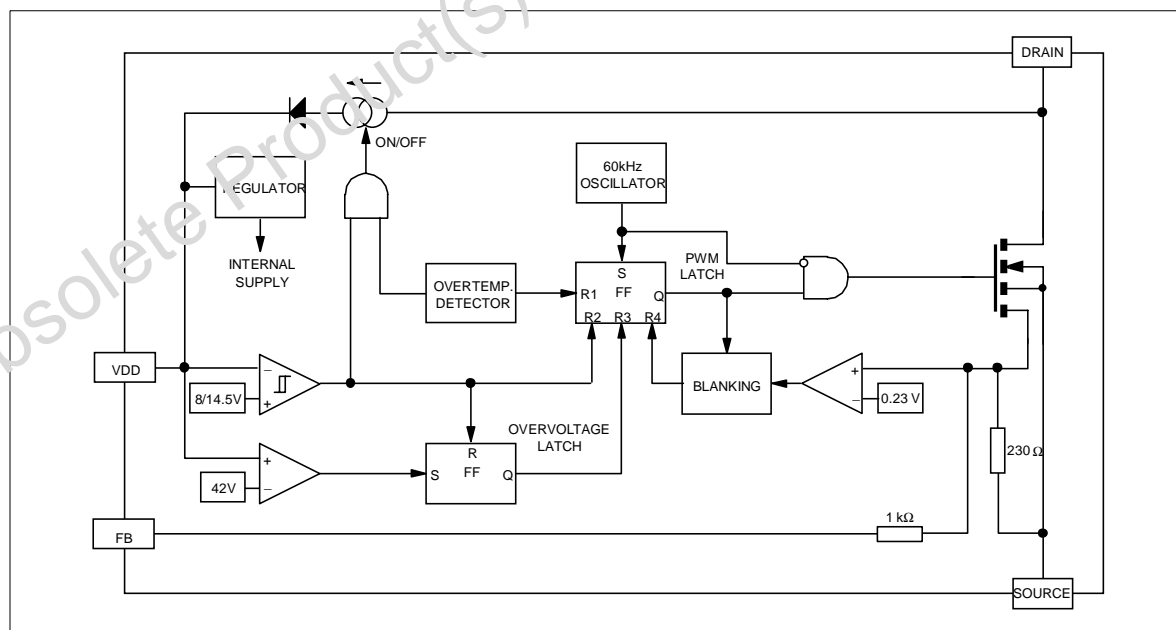 DRAIN
ON/OFF
REGULATOR
60kHz
OSCILLATOR
INTERNAL
SUPPLY
PWM
LATCH
OVERTEMP.
DETECTOR
S
FF
R1
Q
R2 R3 R4
VDD
8/14.5V
− +
BLANKING
+ −
0.23 V
OVERVOLTAGE
LATCH
R
FF
S
Q
42V
+ −
230 Ω
1 kΩ
FB
SOURCE
Obsolete Product(s)